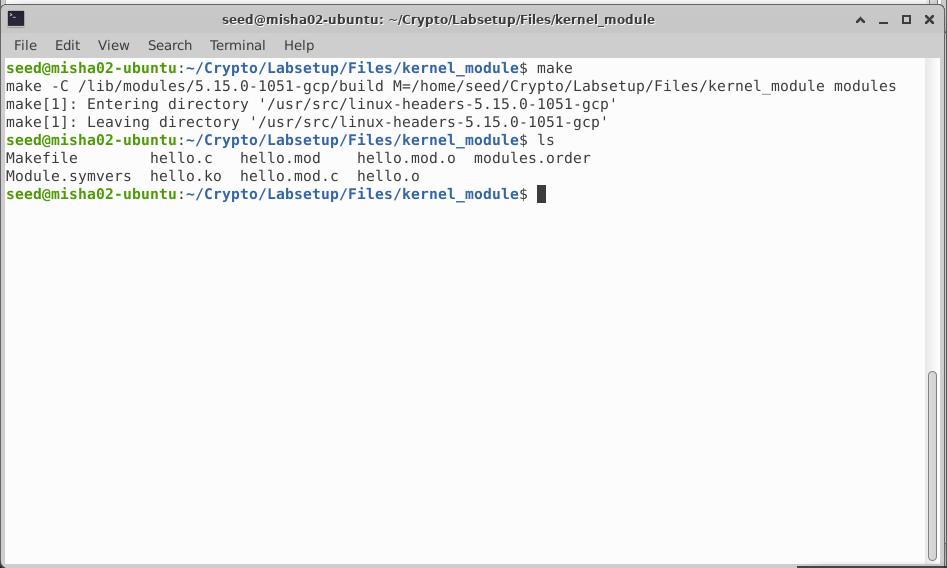 seed@misha02-ubuntu: ~/Crypto/Labsetup/Files/kernel_module
File Edit View Search Terminal Help
seed@misha02-ubuntu:~/Crypto/Labsetup/Files/kernel_module$ make
make -C /lib/modules/5.15.0-1051-gcp/build M=/home/seed/Crypto/Labsetup/Files/kernel_module modules
make[1]: Entering directory '/usr/src/linux-headers-5.15.0-1051-gcp'
make[1]: Leaving directory '/usr/src/linux-headers-5.15.0-1051-gcp'
seed@misha02-ubuntu:~/Crypto/Labsetup/Files/kernel_module$ ls
Makefile        hello.c   hello.mod    hello.mod.o  modules.order
Module.symvers  hello.ko  hello.mod.c  hello.o
seed@misha02-ubuntu:~/Crypto/Labsetup/Files/kernel_module$